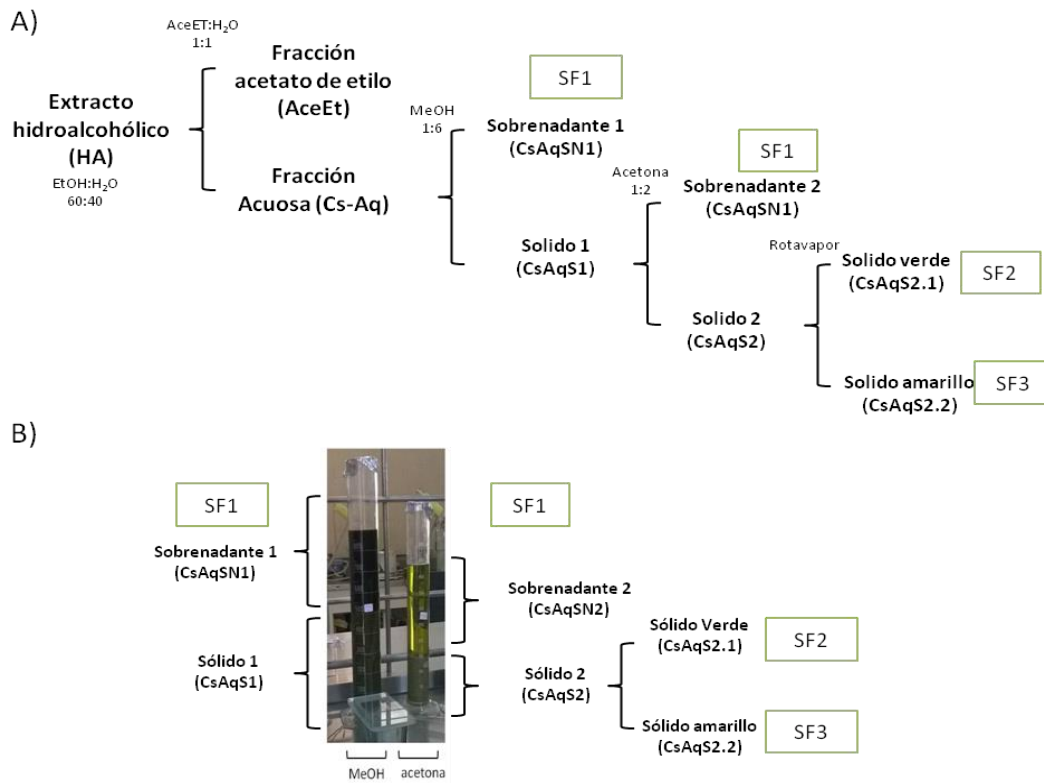 A)
AceET:H₂O
1:1
Extracto
hidroalcohólico
(HA)
EtOH:H₂O
60:40
Fracción
acetato de etilo
(AceEt)
Fracción
Acuosa (Cs-Aq)
MeOH
1:6
SF1
Sobrenadante 1
(CsAqSN1)
Solido 1
(CsAqS1)
Acetona
1:2
SF1
Sobrenadante 2
(CsAqSN1)
Solido 2
(CsAqS2)
Rotavapor
Solido verde
(CsAqS2.1)
SF2
Solido amarillo
(CsAqS2.2)
SF3
B)
SF1
Sobrenadante 1
(CsAqSN1)
Sólido 1
(CsAqS1)
MeOH
acetona
SF1
Sobrenadante 2
(CsAqSN2)
Sólido 2
(CsAqS2)
Sólido Verde
(CsAqS2.1)
SF2
Sólido amarillo
(CsAqS2.2)
SF3